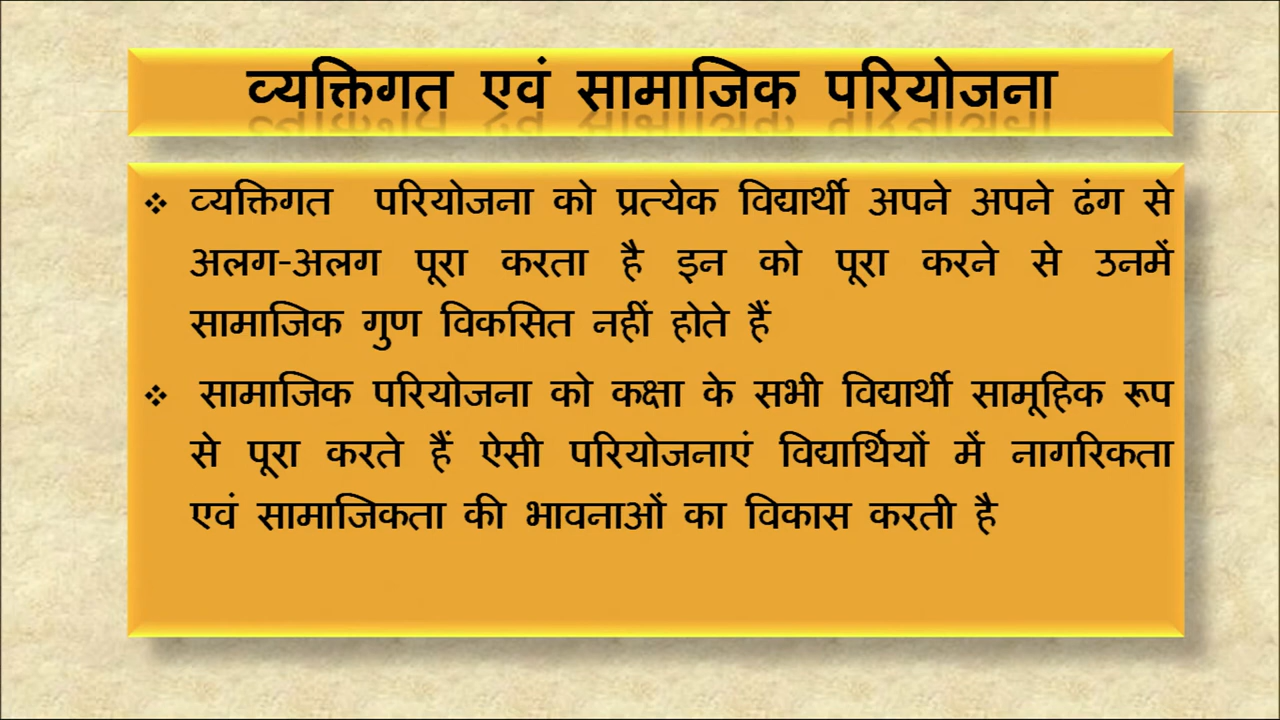 व्यक्तिगत एवं सामाजिक परियोजना
❖ व्यक्तिगत परियोजना को प्रत्येक विद्यार्थी अपने अपने ढंग से
अलग-अलग पूरा करता है इन को पूरा करने से उनमें
सामाजिक गुण विकसित नहीं होते हैं
❖ सामाजिक परियोजना को कक्षा के सभी विद्यार्थी सामूहिक रूप
से पूरा करते हैं ऐसी परियोजनाएं विद्यार्थियों में नागरिकता
एवं सामाजिकता की भावनाओं का विकास करती है